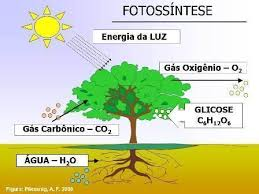 FOTOSSÍNTESE
Energia da LUZ
Gás Oxigênio – O2
GLICOSE
C6H12O6
Gás Carbônico – CO2
ÁGUA – H2O